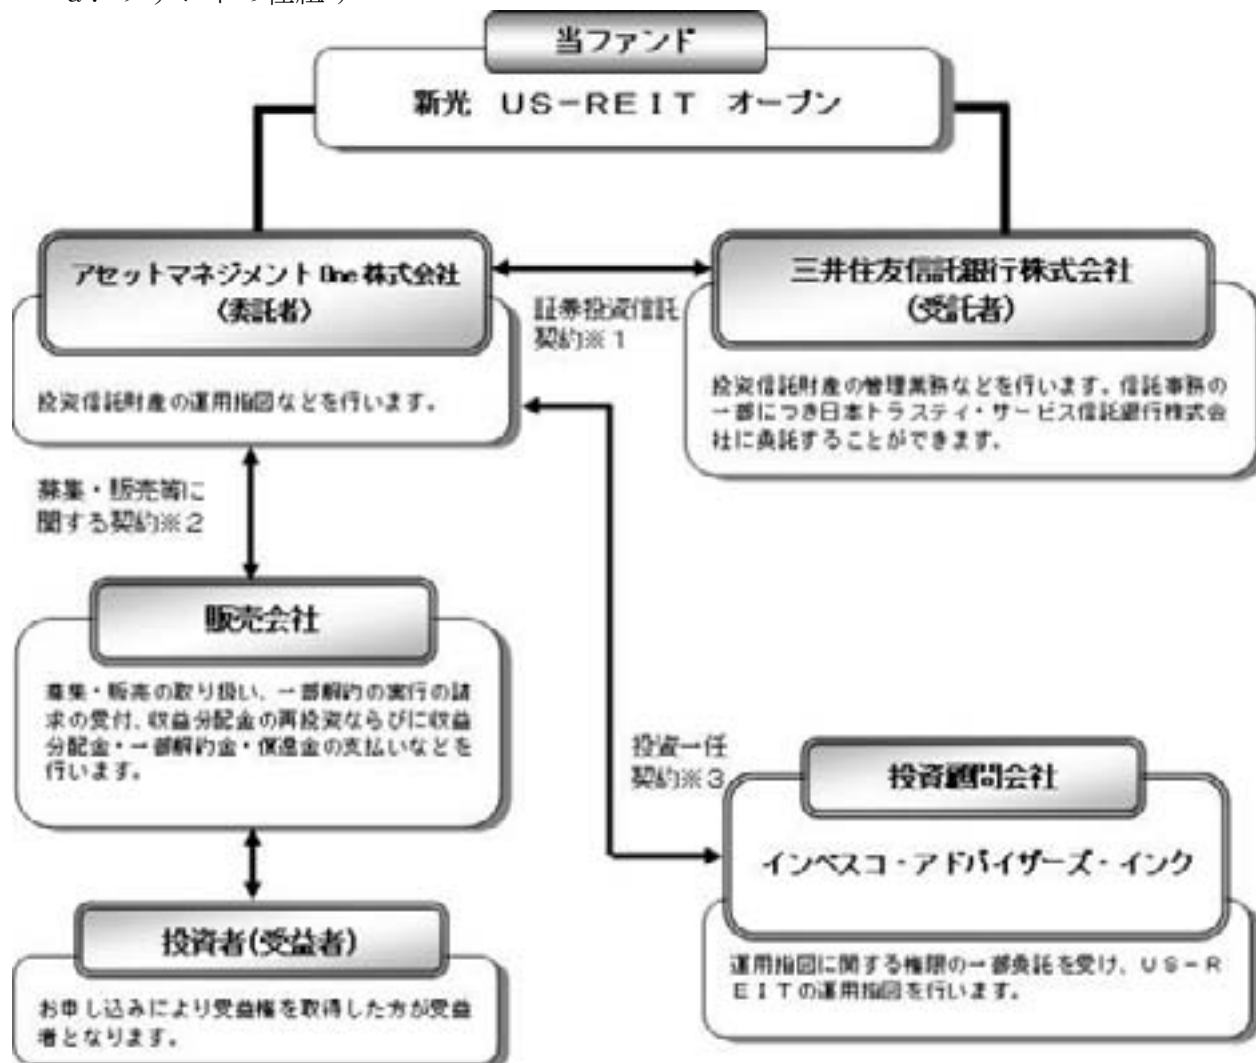 a．ファンドの仕組み
当ファンド
新光　ＵＳ－ＲＥＩＴ　オープン
アセットマネジメントOne株式会社
（委託者）
三井住友信託銀行株式会社
（受託者）
証券投資信託
契約※１
投資信託財産の運用指図などを行います。
投資信託財産の管理業務などを行います。信託事務の
一部につき日本トラスティ・サービス信託銀行株式会
社に委託することができます。
募集・販売等に
関する契約※２
販売会社
募集・販売の取り扱い、一部解約の実行の請
求の受付、収益分配金の再投資ならびに収益
分配金・一部解約金・償還金の支払いなどを
行います。
投資一任
契約※３
投資顧問会社
インベスコ・アドバイザーズ・インク
運用指図に関する権限の一部委託を受け、ＵＳ－Ｒ
ＥＩＴの運用指図を行います。
投資者（受益者）
お申し込みにより受益権を取得した方が受益
者となります。